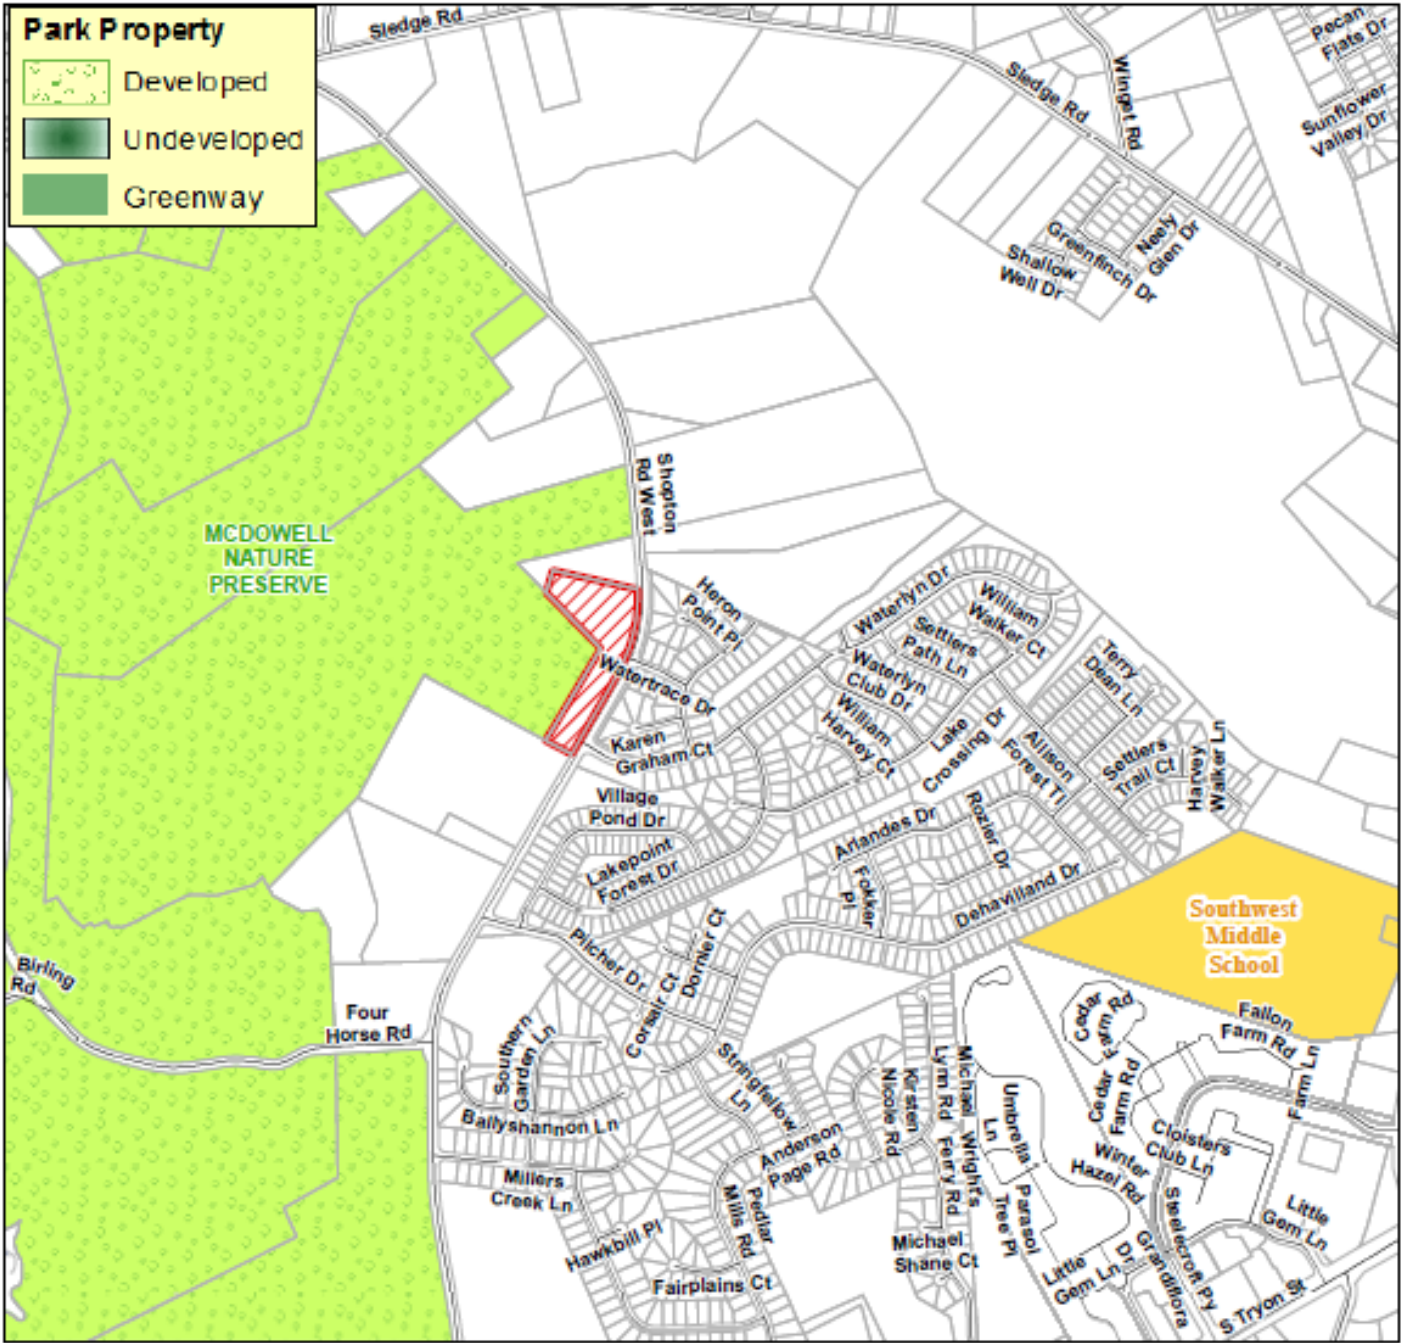 Park Property
Developed
Undeveloped
Greenway
Sledge Rd
Sledge Rd
Winget Rd
Pecan
Flats Dr
Sunflower
Valley Dr
Greenfinch Dr
Neely
Glen Dr
Shallow
Well Dr
Shopton
Rd West
MCDOWELL
NATURE
PRESERVE
Heron
Point Pl
Waterlyn Dr
William
Walker Ct
Settlers
Path Ln
Waterlyn
Club Dr
Terry
Dean Ln
Watertrace Dr
William
Harvey Ct
Lake
Crossing Dr
Allison
Forest Tl
Settlers
Trail Ct
Harvey
Walker Ln
Karen
Graham Ct
Village
Pond Dr
Lakepoint
Forest Dr
Arlandes Dr
Rozier Dr
Fokker
Pl
Dehavilland Dr
Southwest
Middle
School
Pilcher Dr
Dornier Ct
Corsair Ct
Birling
Rd
Four
Horse Rd
Southern
Garden Ln
Ballyshannon Ln
Stringfellow
Ln
Anderson
Page Rd
Nicole Rd
Kirsten
Lynn Rd
Michael
Wright's
Ferry Rd
Umbrella
Ln
Parasol
Tree Pl
Cedar
Farm Rd
Cedar
Farm Rd
Fallon
Farm Rd
Farm Ln
Cloisters
Club Ln
Winter
Hazel Rd
Steelecroft Py
Grandiflora
Dr
Little
Gem Ln
Little
Gem Ln
S Tryon St
Millers
Creek Ln
Hawkbill Pl
Pedlar
Mills Rd
Fairplains Ct
Michael
Shane Ct